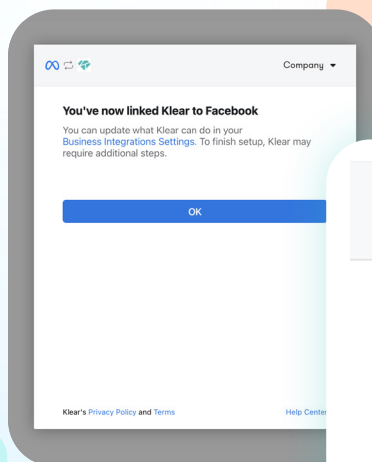 Company
You've now linked Klear to Facebook
You can update what Klear can do in your
Business Integrations Settings. To finish setup, Klear may
require additional steps.
OK
Klear's Privacy Policy and Terms
Help Center